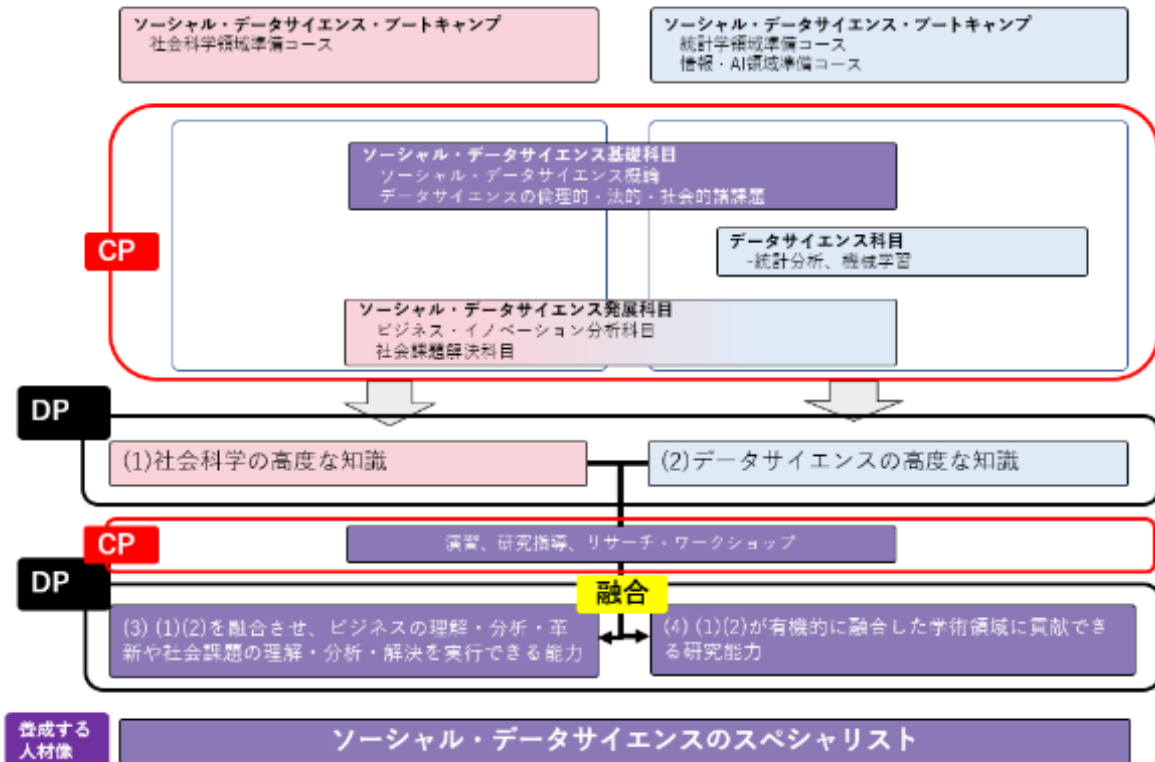 ソーシャル・データサイエンス・ブートキャンプ
社会科学領域準備コース
ソーシャル・データサイエンス・ブートキャンプ
統計学領域準備コース
情報・AI領域準備コース
CP
ソーシャル・データサイエンス基礎科目
ソーシャル・データサイエンス概論
データサイエンスの倫理的・法的・社会的諸課題
データサイエンス科目
-統計分析、機械学習
ソーシャル・データサイエンス発展科目
ビジネス・イノベーション分析科目
社会課題解決科目
DP
(1)社会科学の高度な知識
(2)データサイエンスの高度な知識
CP
演習、研究指導、リサーチ・ワークショップ
DP
融合
(3) (1)(2)を融合させ、ビジネスの理解・分析・革
新や社会課題の理解・分析・解決を実行できる能力
(4) (1)(2)が有機的に融合した学術領域に貢献でき
る研究能力
養成する
人材像
ソーシャル・データサイエンスのスペシャリスト